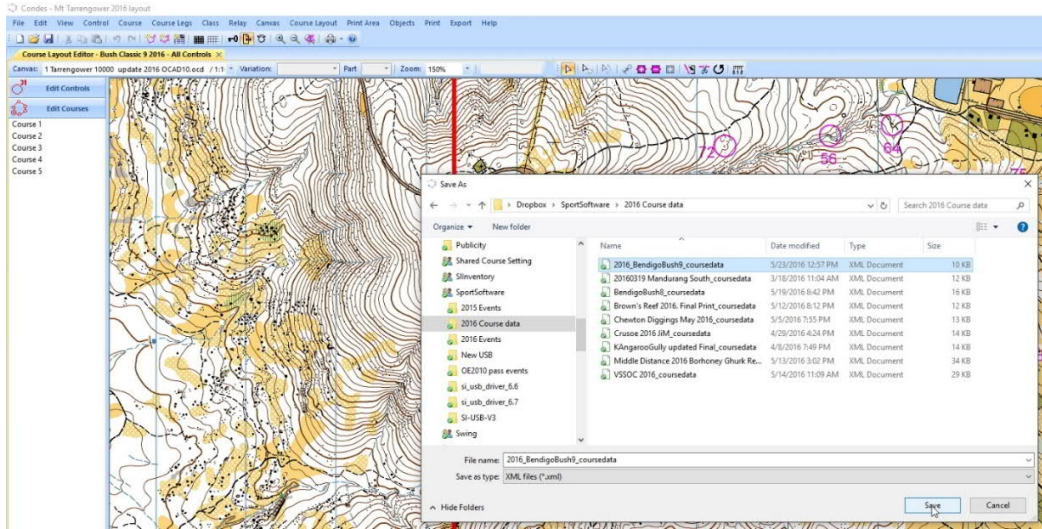 Condes - Mt Tarrengower 2016 layout
File Edit View Control Course Course Legs Class Relay Canvas Course Layout Print Area Objects Print Export Help
Course Layout Editor - Bush Classic 9 2016 - All Controls ×
Canvas: 1 Tarrengower 10000 update 2016 OCAD10.ocd / 1:1 Variation: Part Zoom: 150%
Edit Controls
Edit Courses
Course 1
Course 2
Course 3
Course 4
Course 5
72
56
64
75
Save As
> Dropbox > SportSoftware > 2016 Course data
Search 2016 Course data
Organize New folder
Name Date modified Type Size
Publicity
Shared Course Setting
SIInventory
SportSoftware
2015 Events
2016 Course data
2016 Events
New USB
OE2010 pass events
si_usb_driver_6.6
si_usb_driver_6.7
SI-USB-V3
Swing
2016_BendigoBush9_coursedata 5/23/2016 12:57 PM XML Document 10 KB
20160319 Mandurang South_coursedata 3/18/2016 11:04 AM XML Document 12 KB
BendigoBush8_coursedata 5/19/2016 8:42 PM XML Document 16 KB
Brown's Reef 2016. Final Print_coursedata 5/12/2016 8:12 PM XML Document 12 KB
Chewton Diggings May 2016_coursedata 5/5/2016 7:55 PM XML Document 13 KB
Crusoe 2016 JiM_coursedata 4/29/2016 4:24 PM XML Document 14 KB
KAngarooGully updated Final_coursedata 4/8/2016 7:49 PM XML Document 14 KB
Middle Distance 2016 Borhoney Ghurk Re... 5/13/2016 3:02 PM XML Document 34 KB
VSSOC 2016_coursedata 5/14/2016 11:09 AM XML Document 29 KB
File name: 2016_BendigoBush9_coursedata
Save as type: XML files (*.xml)
Hide Folders
Save Cancel